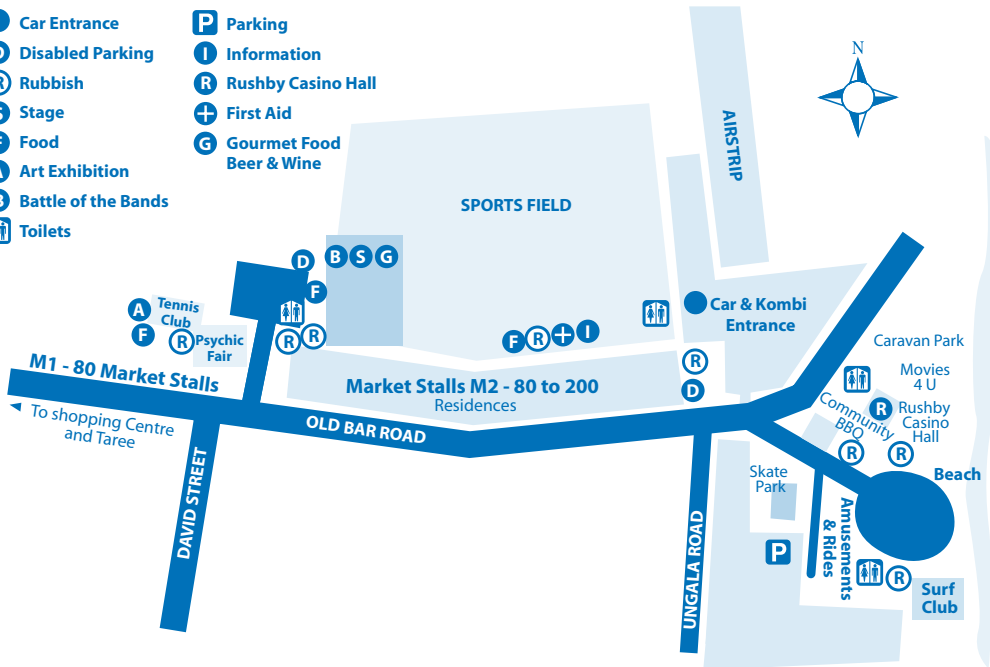 Car Entrance
D Disabled Parking
R Rubbish
S Stage
F Food
A Art Exhibition
B Battle of the Bands
Toilets
P Parking
I Information
R Rushby Casino Hall
First Aid
G Gourmet Food
Beer & Wine
N
AIRSTRIP
SPORTS FIELD
D
B S G
F
A
F
Tennis
Club
R
Psychic
Fair
R R
F R I
Car & Kombi
Entrance
R
D
Caravan Park
Movies
4 U
R
Rushby
Casino
Hall
Community
BBQ
R R
Beach
M1 - 80 Market Stalls
To shopping Centre
and Taree
Market Stalls M2 - 80 to 200
Residences
OLD BAR ROAD
DAVID STREET
UNGALA ROAD
Skate
Park
P
Amusements
& Rides
R
Surf
Club